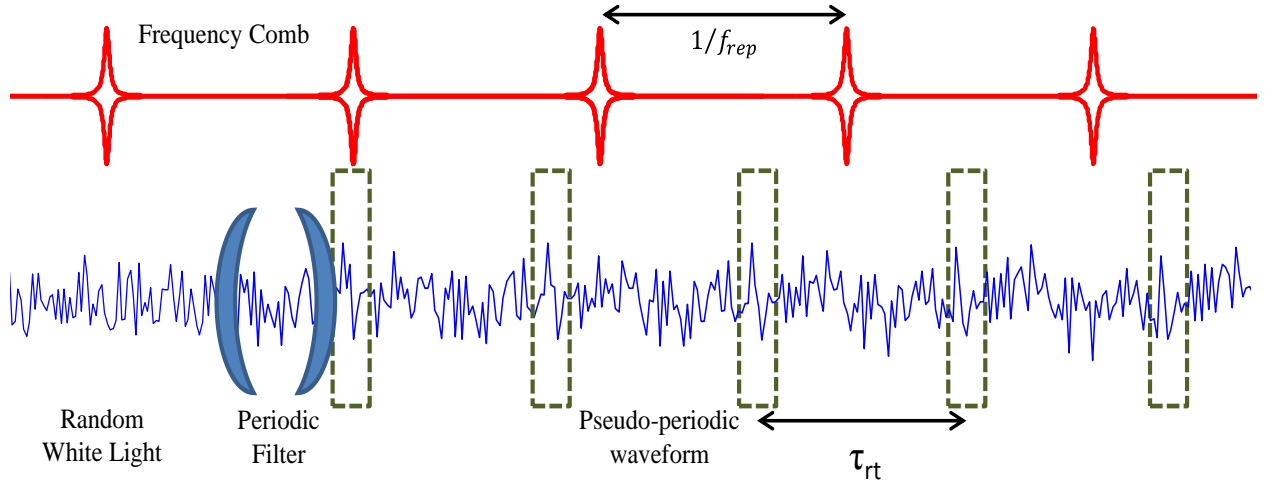 Frequency Comb
1/f_rep
Random
White Light
Periodic
Filter
Pseudo-periodic
waveform
τ_rt